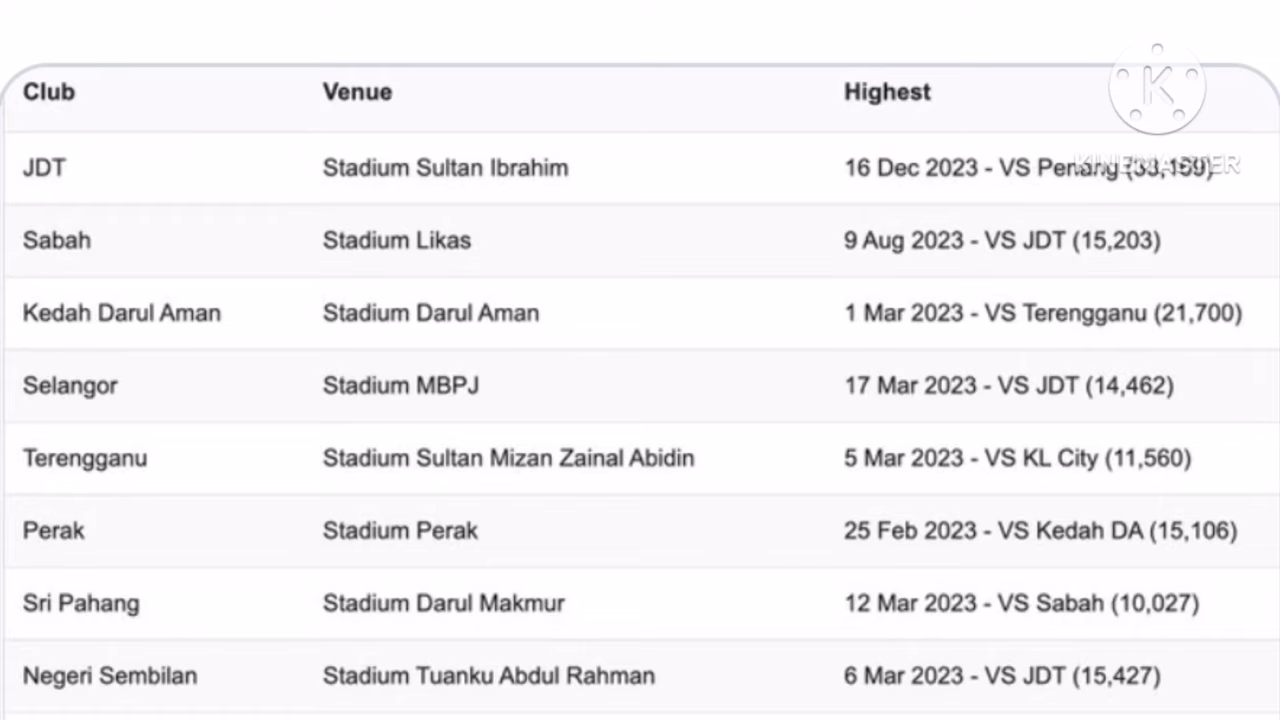 Club Venue Highest
JDT Stadium Sultan Ibrahim 16 Dec 2023 - VS Penang (33,159)
KINEMASTER
Sabah Stadium Likas 9 Aug 2023 - VS JDT (15,203)
Kedah Darul Aman Stadium Darul Aman 1 Mar 2023 - VS Terengganu (21,700)
Selangor Stadium MBPJ 17 Mar 2023 - VS JDT (14,462)
Terengganu Stadium Sultan Mizan Zainal Abidin 5 Mar 2023 - VS KL City (11,560)
Perak Stadium Perak 25 Feb 2023 - VS Kedah DA (15,106)
Sri Pahang Stadium Darul Makmur 12 Mar 2023 - VS Sabah (10,027)
Negeri Sembilan Stadium Tuanku Abdul Rahman 6 Mar 2023 - VS JDT (15,427)